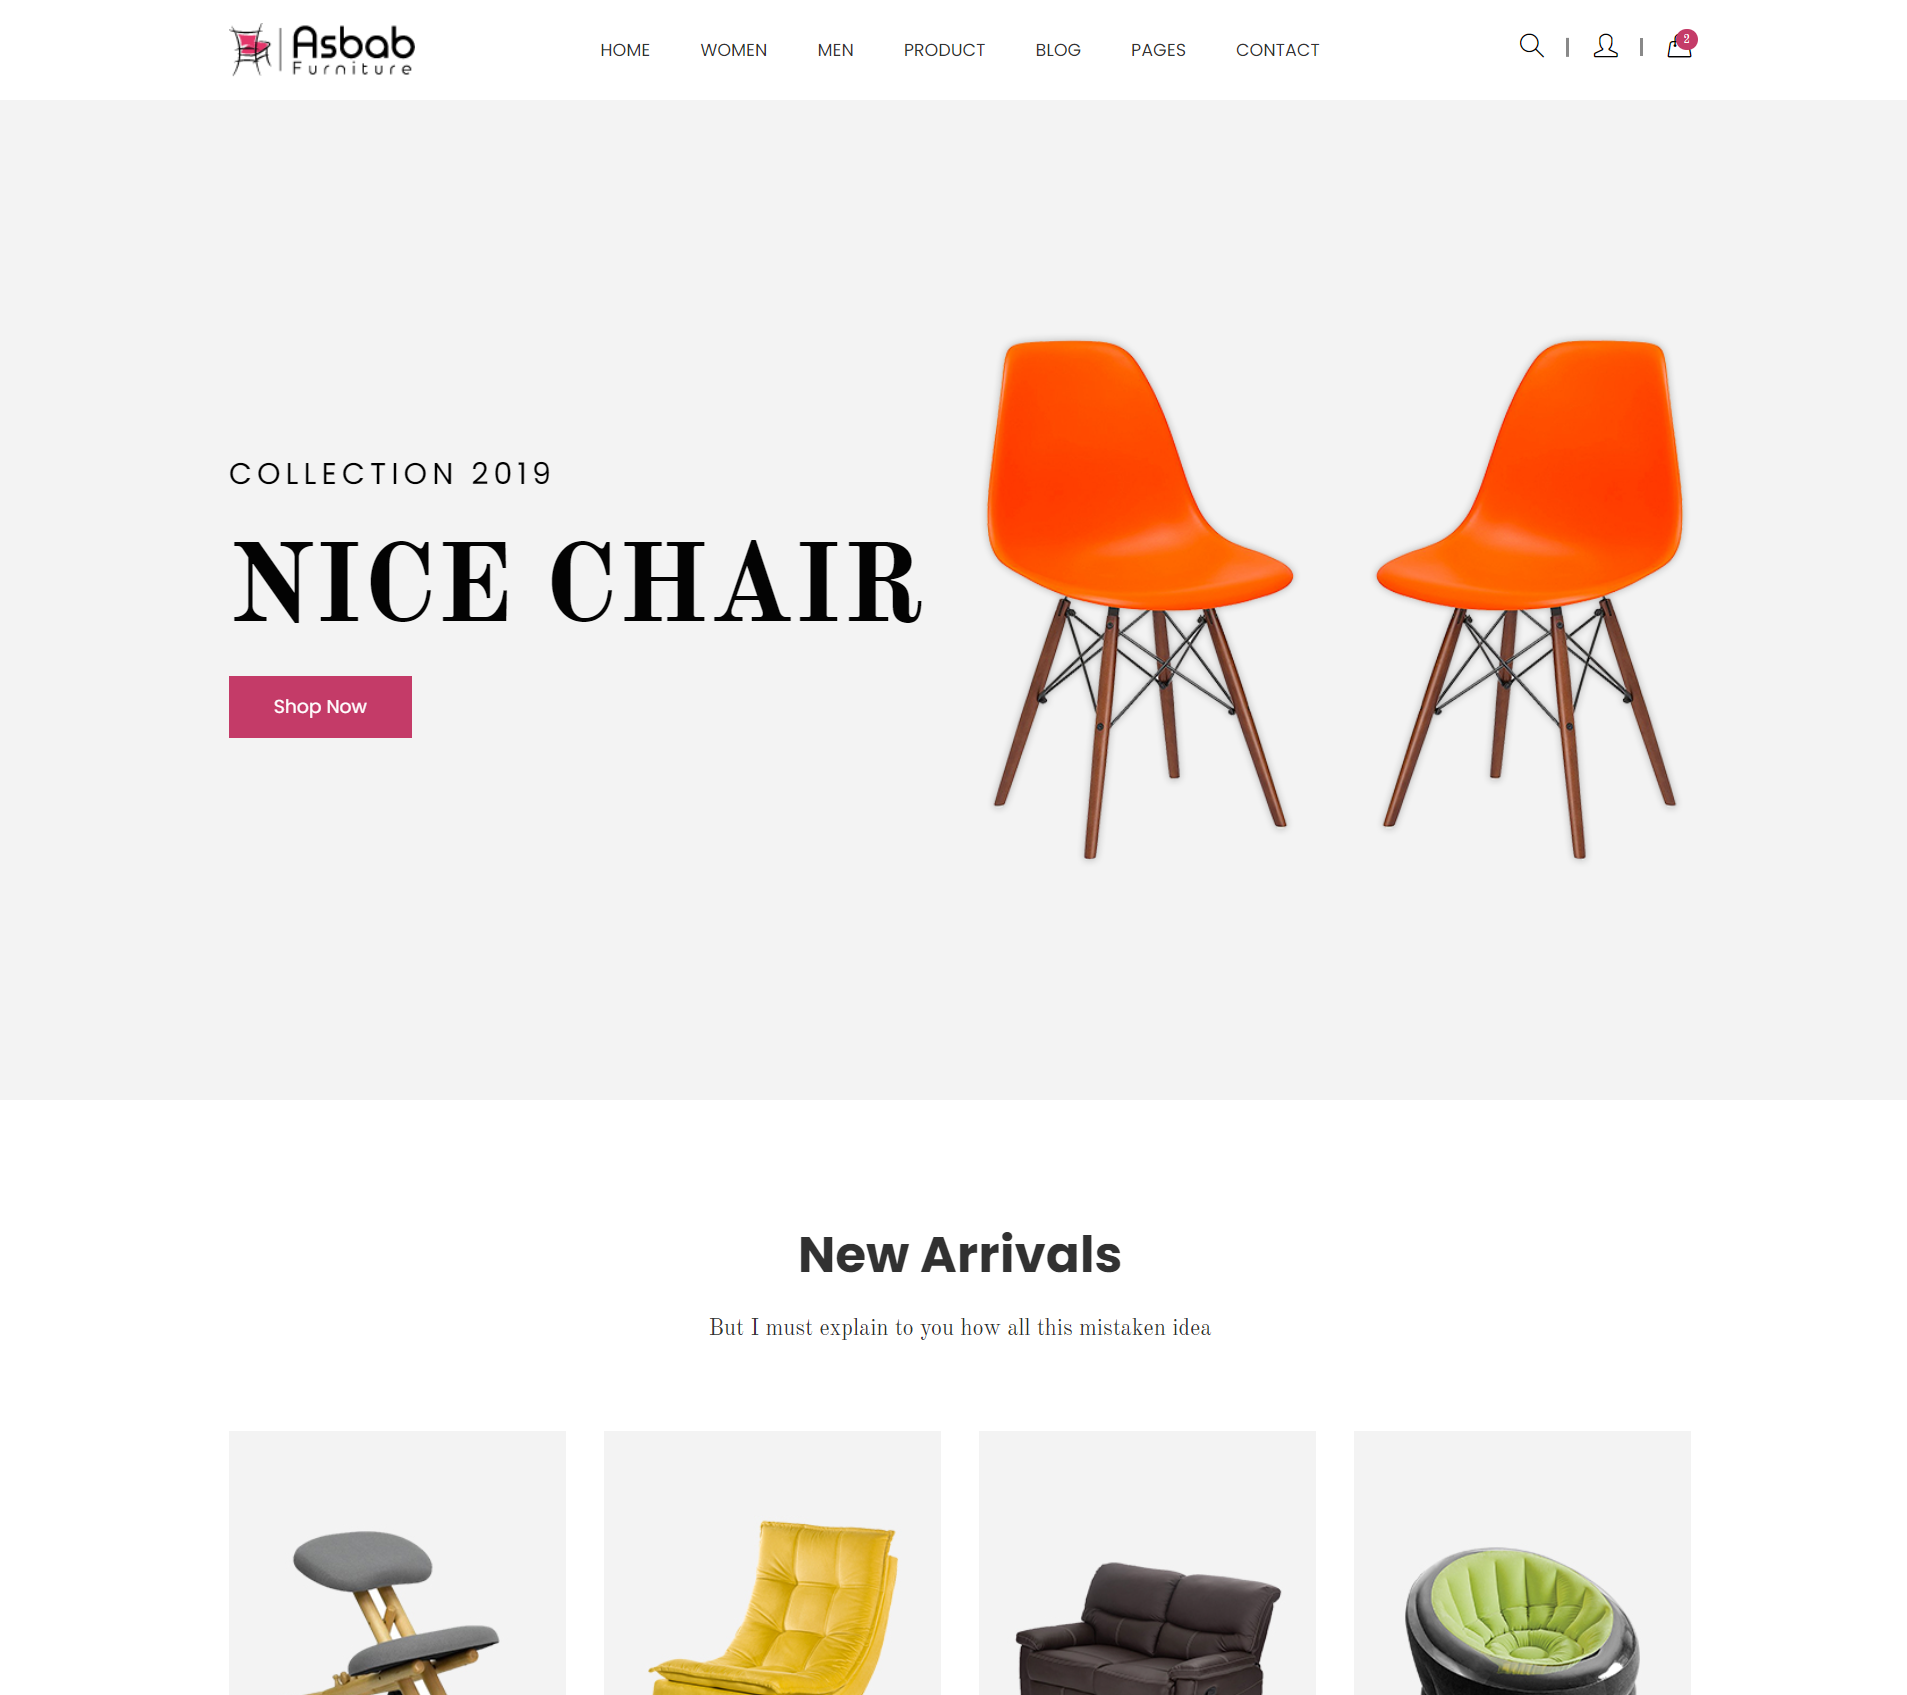 Asbab
Furniture
HOME WOMEN MEN PRODUCT BLOG PAGES CONTACT
2
COLLECTION 2019
NICE CHAIR
Shop Now
New Arrivals
But I must explain to you how all this mistaken idea